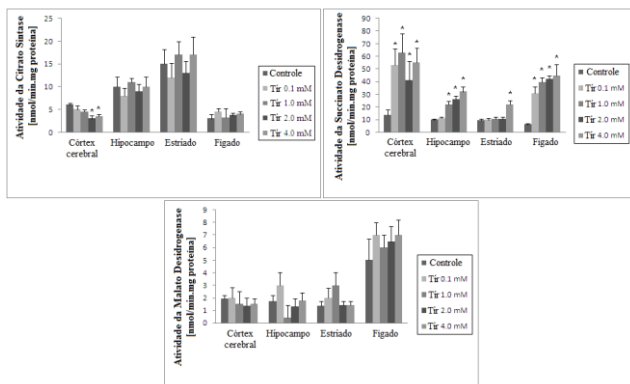 Atividade da Citrato Sintase
[nmol/min.mg proteína]
25
20
15
10
5
0
Córtex
cerebral
Hipocampo
Estriado
Fígado
* *
Controle
Tir 0.1 mM
Tir 1.0 mM
Tir 2.0 mM
Tir 4.0 mM
Atividade da Succinato Desidrogenase
[nmol/min.mg proteína]
90
80
70
60
50
40
30
20
10
0
* * * *
* * *
*
* * * *
Córtex
cerebral
Hipocampo
Estriado
Fígado
Controle
Tir 0.1 mM
Tir 1.0 mM
Tir 2.0 mM
Tir 4.0 mM
Atividade da Malato Desidrogenase
[nmol/min.mg proteína]
9
8
7
6
5
4
3
2
1
0
Córtex
cerebral
Hipocampo
Estriado
Fígado
Controle
Tir 0.1 mM
Tir 1.0 mM
Tir 2.0 mM
Tir 4.0 mM